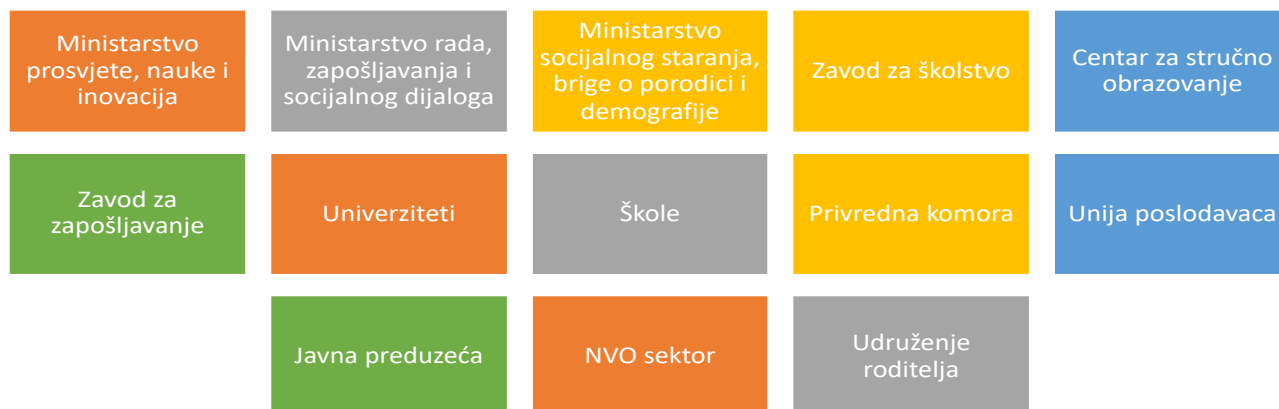 Ministarstvo
prosvjete, nauke i
inovacija
Ministarstvo rada,
zapošljavanja i
socijalnog dijaloga
Ministarstvo
socijalnog staranja,
brige o porodici i
demografije
Zavod za školstvo
Centar za stručno
obrazovanje
Zavod za
zapošljavanje
Univerziteti
Škole
Privredna komora
Unija poslodavaca
Javna preduzeća
NVO sektor
Udruženje
roditelja